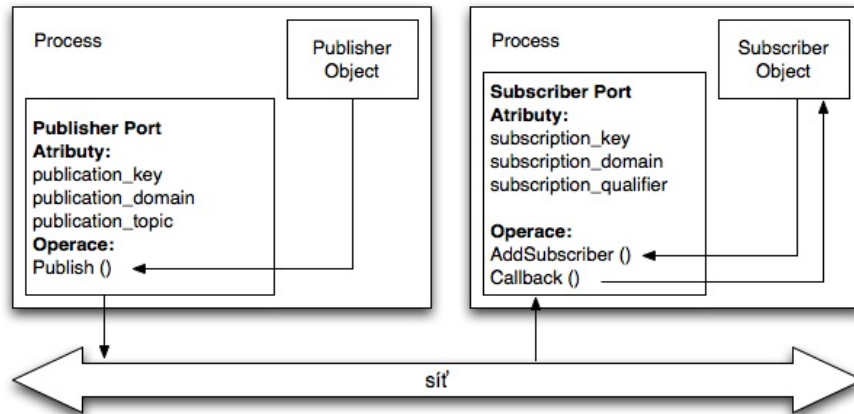 Process
Publisher
Object
Publisher Port
Atributy:
publication_key
publication_domain
publication_topic
Operace:
Publish ()
Process
Subscriber
Object
Subscriber Port
Atributy:
subscription_key
subscription_domain
subscription_qualifier
Operace:
AddSubscriber ()
Callback ()
síť